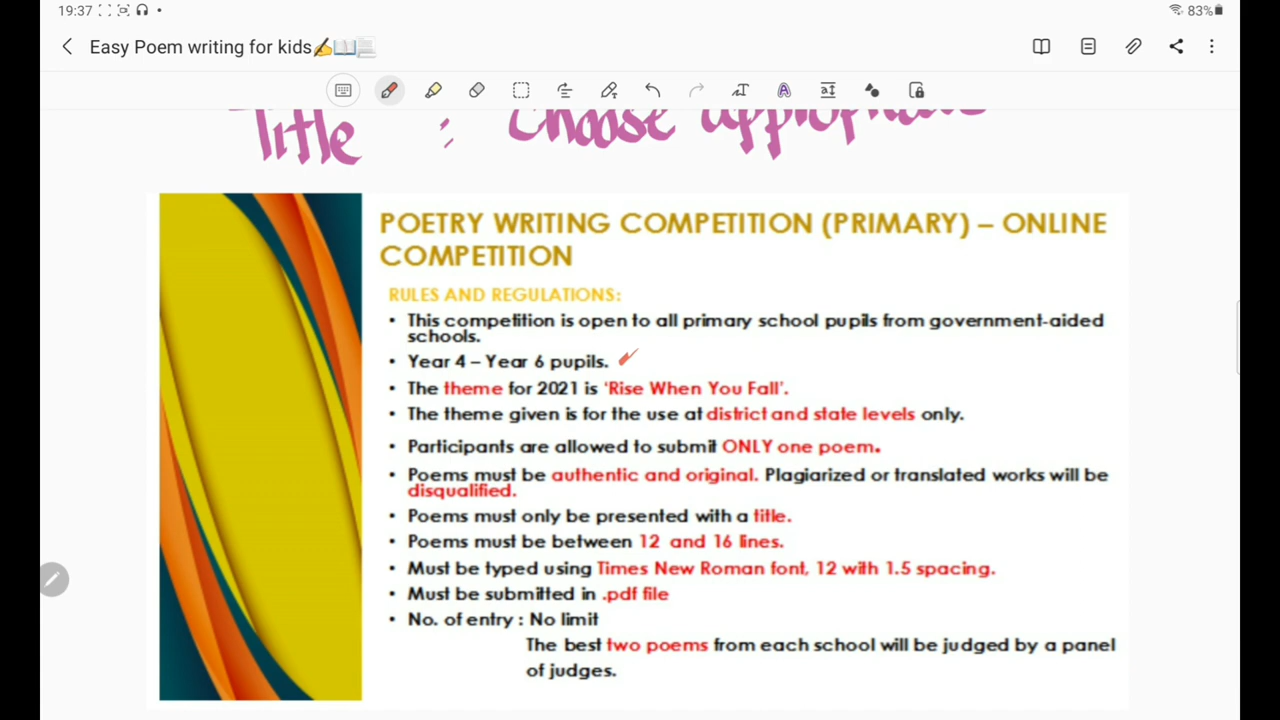 19:37
83%
Easy Poem writing for kids✍📖📃
Title : Choose appropriate
POETRY WRITING COMPETITION (PRIMARY) – ONLINE
COMPETITION
RULES AND REGULATIONS:
• This competition is open to all primary school pupils from government-aided
schools.
• Year 4 – Year 6 pupils.
• The theme for 2021 is ‘Rise When You Fall’.
• The theme given is for the use at district and state levels only.
• Participants are allowed to submit ONLY one poem.
• Poems must be authentic and original. Plagiarized or translated works will be
disqualified.
• Poems must only be presented with a title.
• Poems must be between 12 and 16 lines.
• Must be typed using Times New Roman font, 12 with 1.5 spacing.
• Must be submitted in .pdf file
• No. of entry : No limit
The best two poems from each school will be judged by a panel
of judges.